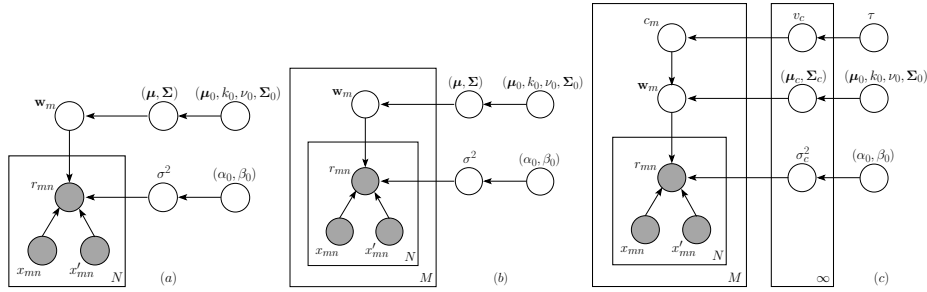 w_m
(μ, Σ)
(μ_0, k_0, ν_0, Σ_0)
r_mn
σ^2
(α_0, β_0)
x_mn
x'_mn
N
(a)
w_m
(μ, Σ)
(μ_0, k_0, ν_0, Σ_0)
r_mn
σ^2
(α_0, β_0)
x_mn
x'_mn
N
M
(b)
c_m
v_c
τ
w_m
(μ_c, Σ_c)
(μ_0, k_0, ν_0, Σ_0)
r_mn
σ_c^2
(α_0, β_0)
x_mn
x'_mn
N
M
∞
(c)